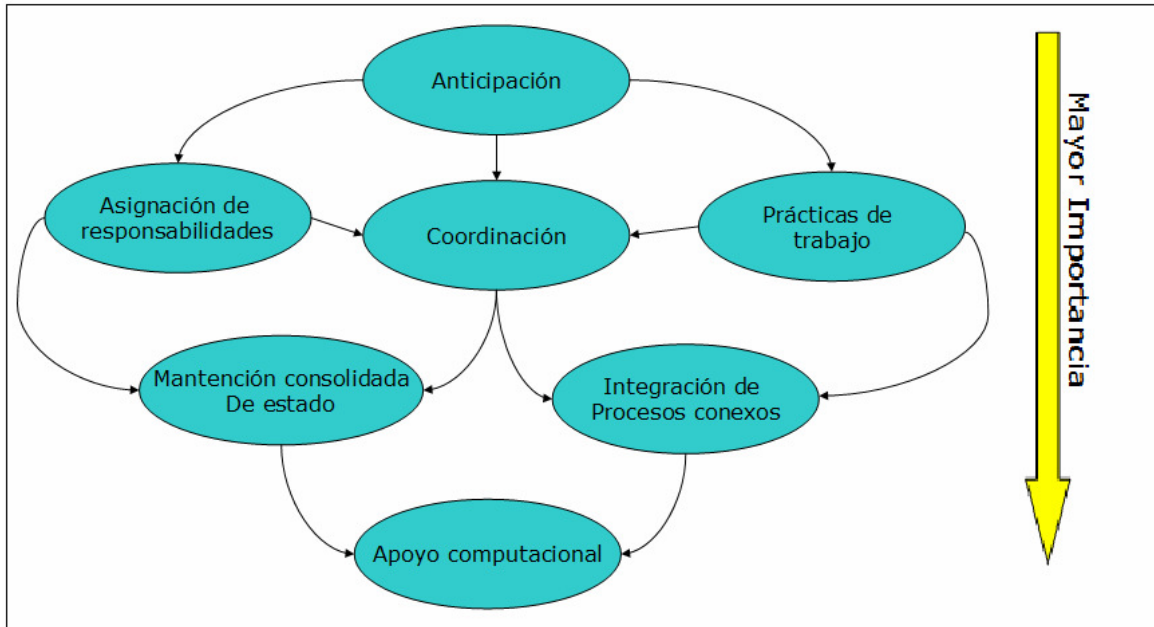 Anticipación
Asignación de
responsabilidades
Coordinación
Prácticas de
trabajo
Mantención consolidada
De estado
Integración de
Procesos conexos
Apoyo computacional
Mayor Importancia